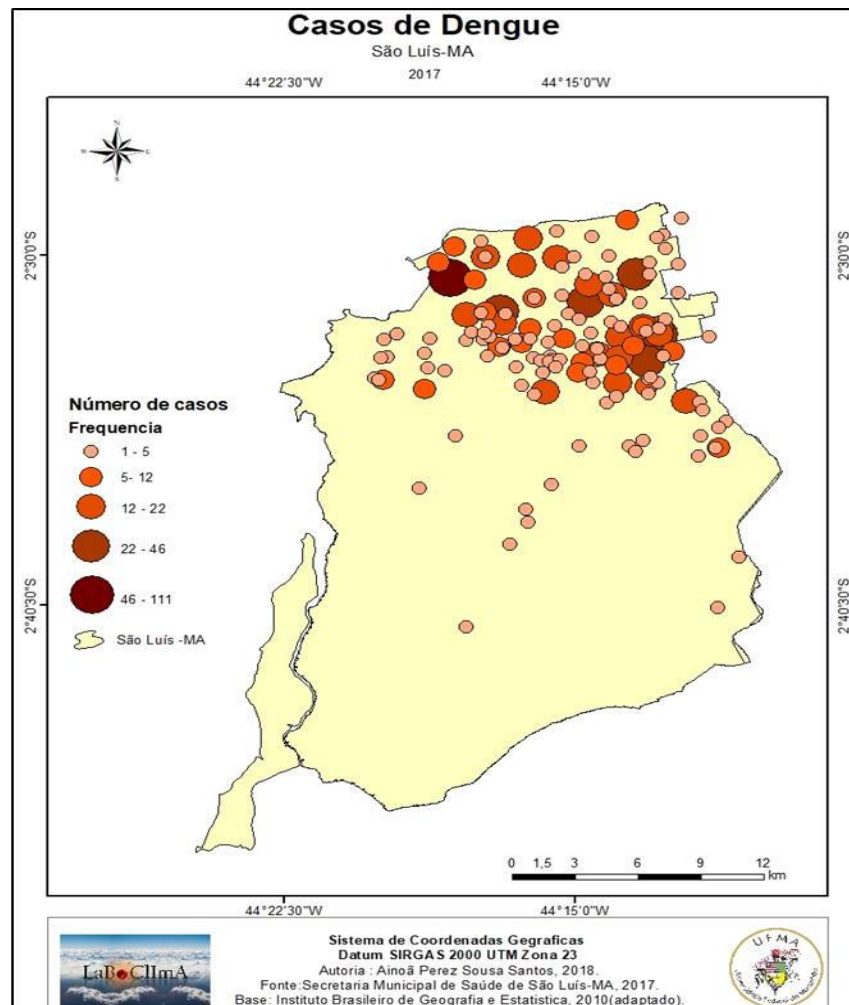 Casos de Dengue
São Luís-MA
2017
44°22'30"W 44°15'0"W
N
W E
S
2°30'0"S 2°30'0"S
Número de casos
Frequencia
1 - 5
5- 12
12 - 22
22 - 46
46 - 111
São Luís -MA
2°40'30"S 2°40'30"S
0 1,5 3 6 9 12
km
44°22'30"W 44°15'0"W
LaBoClImA
Sistema de Coordenadas Gegraficas
Datum SIRGAS 2000 UTM Zona 23
Autoria : Ainoã Perez Sousa Santos, 2018.
Fonte:Secretaria Municipal de Saúde de São Luís-MA, 2017.
Base: Instituto Brasileiro de Geografia e Estatistica, 2010(adaptado).
UFMA